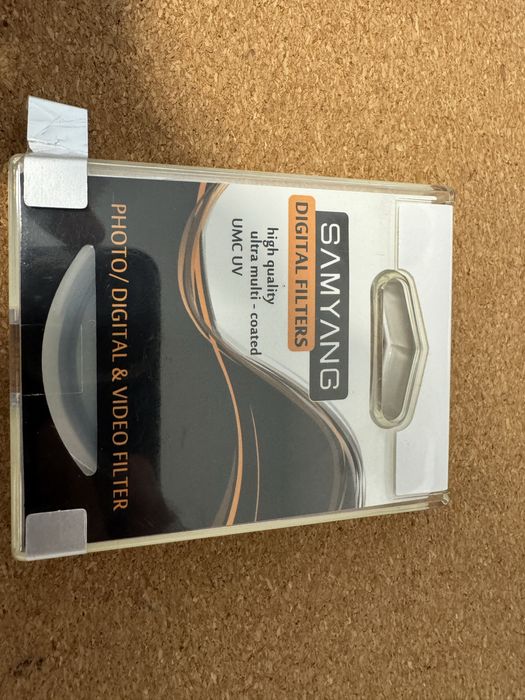 SAMYANG
DIGITAL FILTERS
high quality
ultra multi - coated
UMC UV
PHOTO/ DIGITAL & VIDEO FILTER